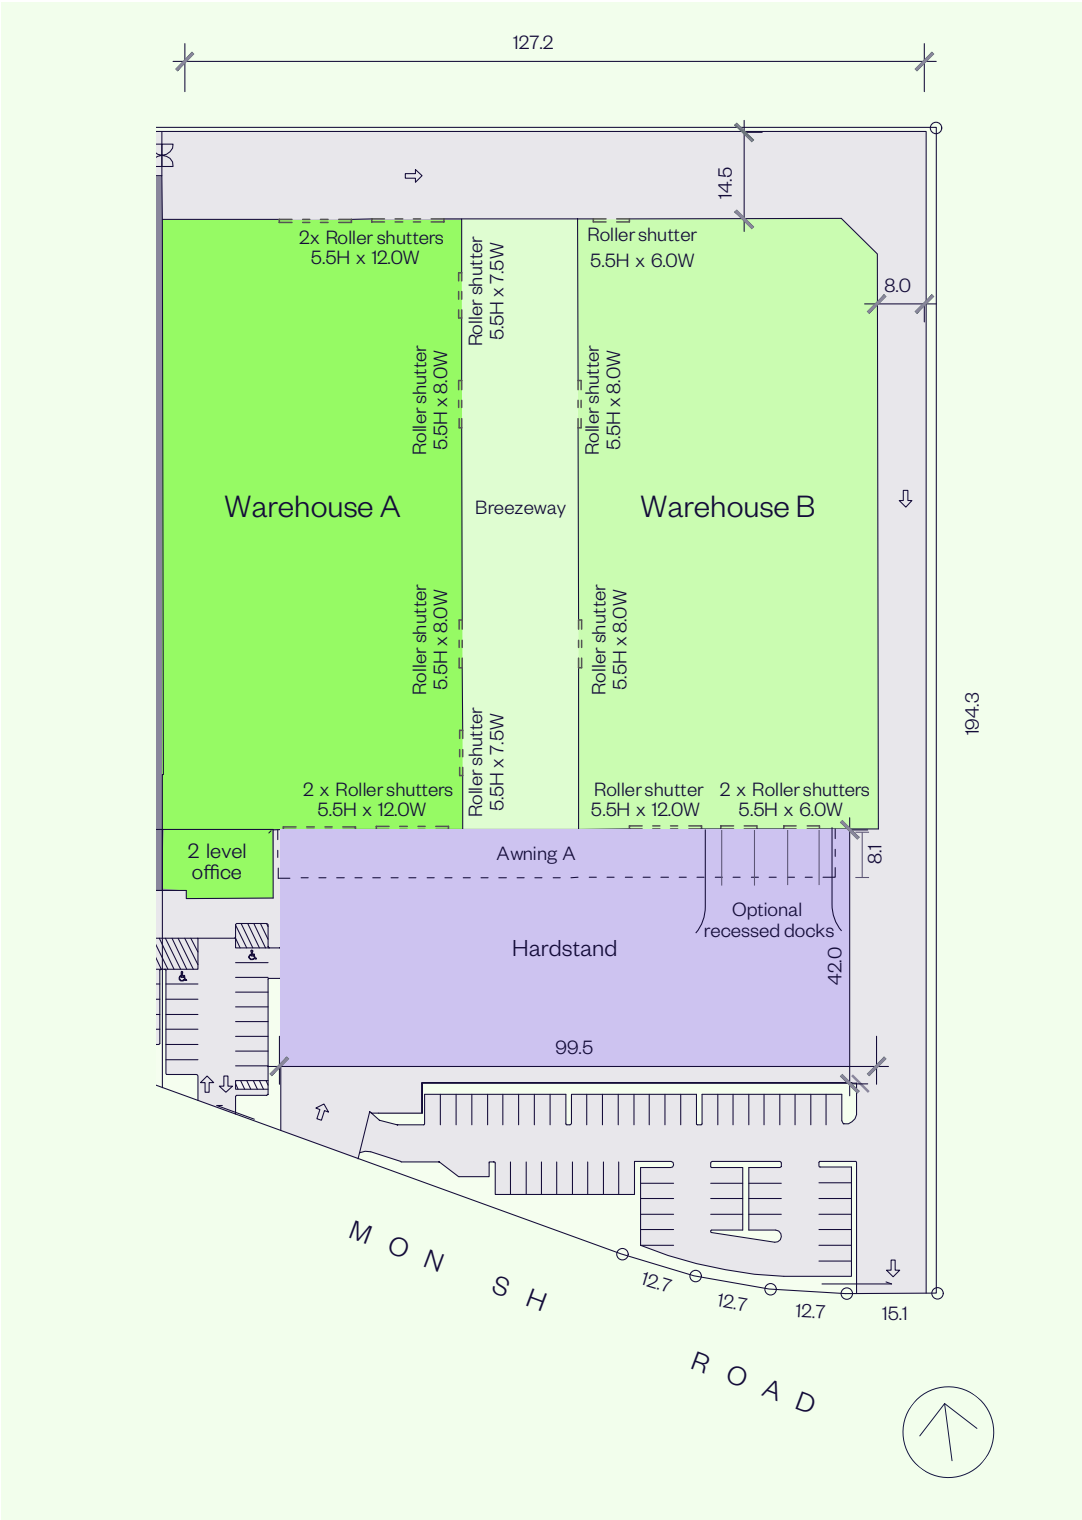 127.2
14.5
2x Roller shutters
5.5H x 12.0W
Roller shutter
5.5H x 7.5W
Roller shutter
5.5H x 6.0W
8.0
Roller shutter
5.5H x 8.0W
Roller shutter
5.5H x 8.0W
Warehouse A
Breezeway
Warehouse B
Roller shutter
5.5H x 8.0W
Roller shutter
5.5H x 8.0W
194.3
Roller shutter
5.5H x 7.5W
2 x Roller shutters
5.5H x 12.0W
Roller shutter
5.5H x 12.0W
2 x Roller shutters
5.5H x 6.0W
2 level
office
Awning A
8.1
Optional
recessed docks
Hardstand
42.0
99.5
MON SH ROAD
12.7
12.7
12.7
15.1